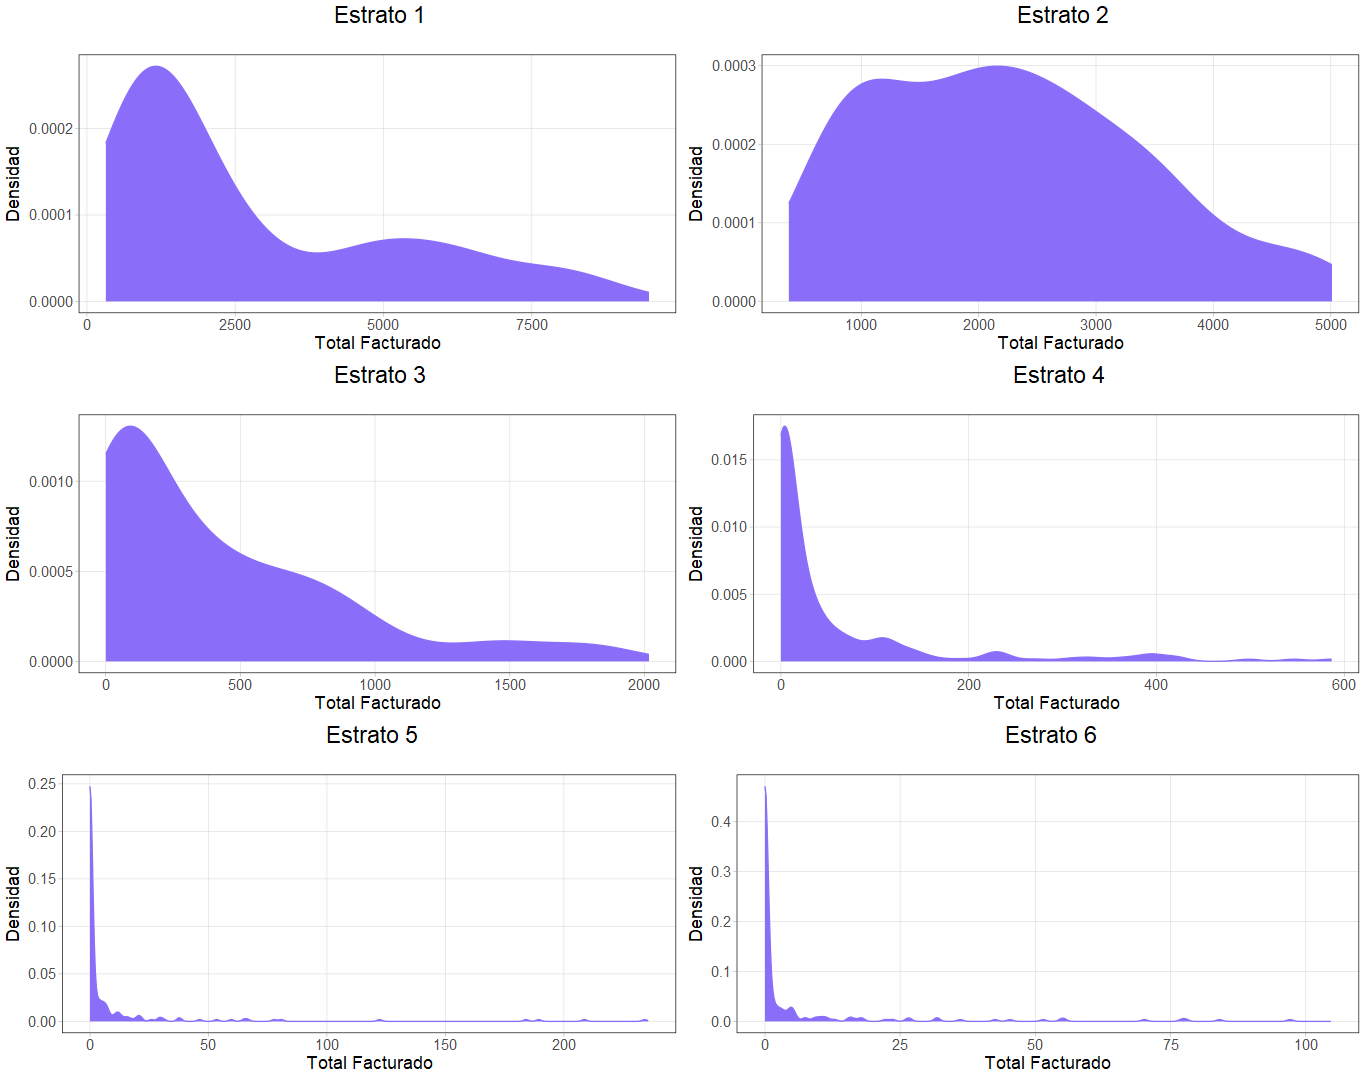 Estrato 1
Densidad
0.0002
0.0001
0.0000
0 2500 5000 7500
Total Facturado
Estrato 2
Densidad
0.0003
0.0002
0.0001
0.0000
1000 2000 3000 4000 5000
Total Facturado
Estrato 3
Densidad
0.0010
0.0005
0.0000
0 500 1000 1500 2000
Total Facturado
Estrato 4
Densidad
0.015
0.010
0.005
0.000
0 200 400 600
Total Facturado
Estrato 5
Densidad
0.25
0.20
0.15
0.10
0.05
0.00
0 50 100 150 200
Total Facturado
Estrato 6
Densidad
0.4
0.3
0.2
0.1
0.0
0 25 50 75 100
Total Facturado